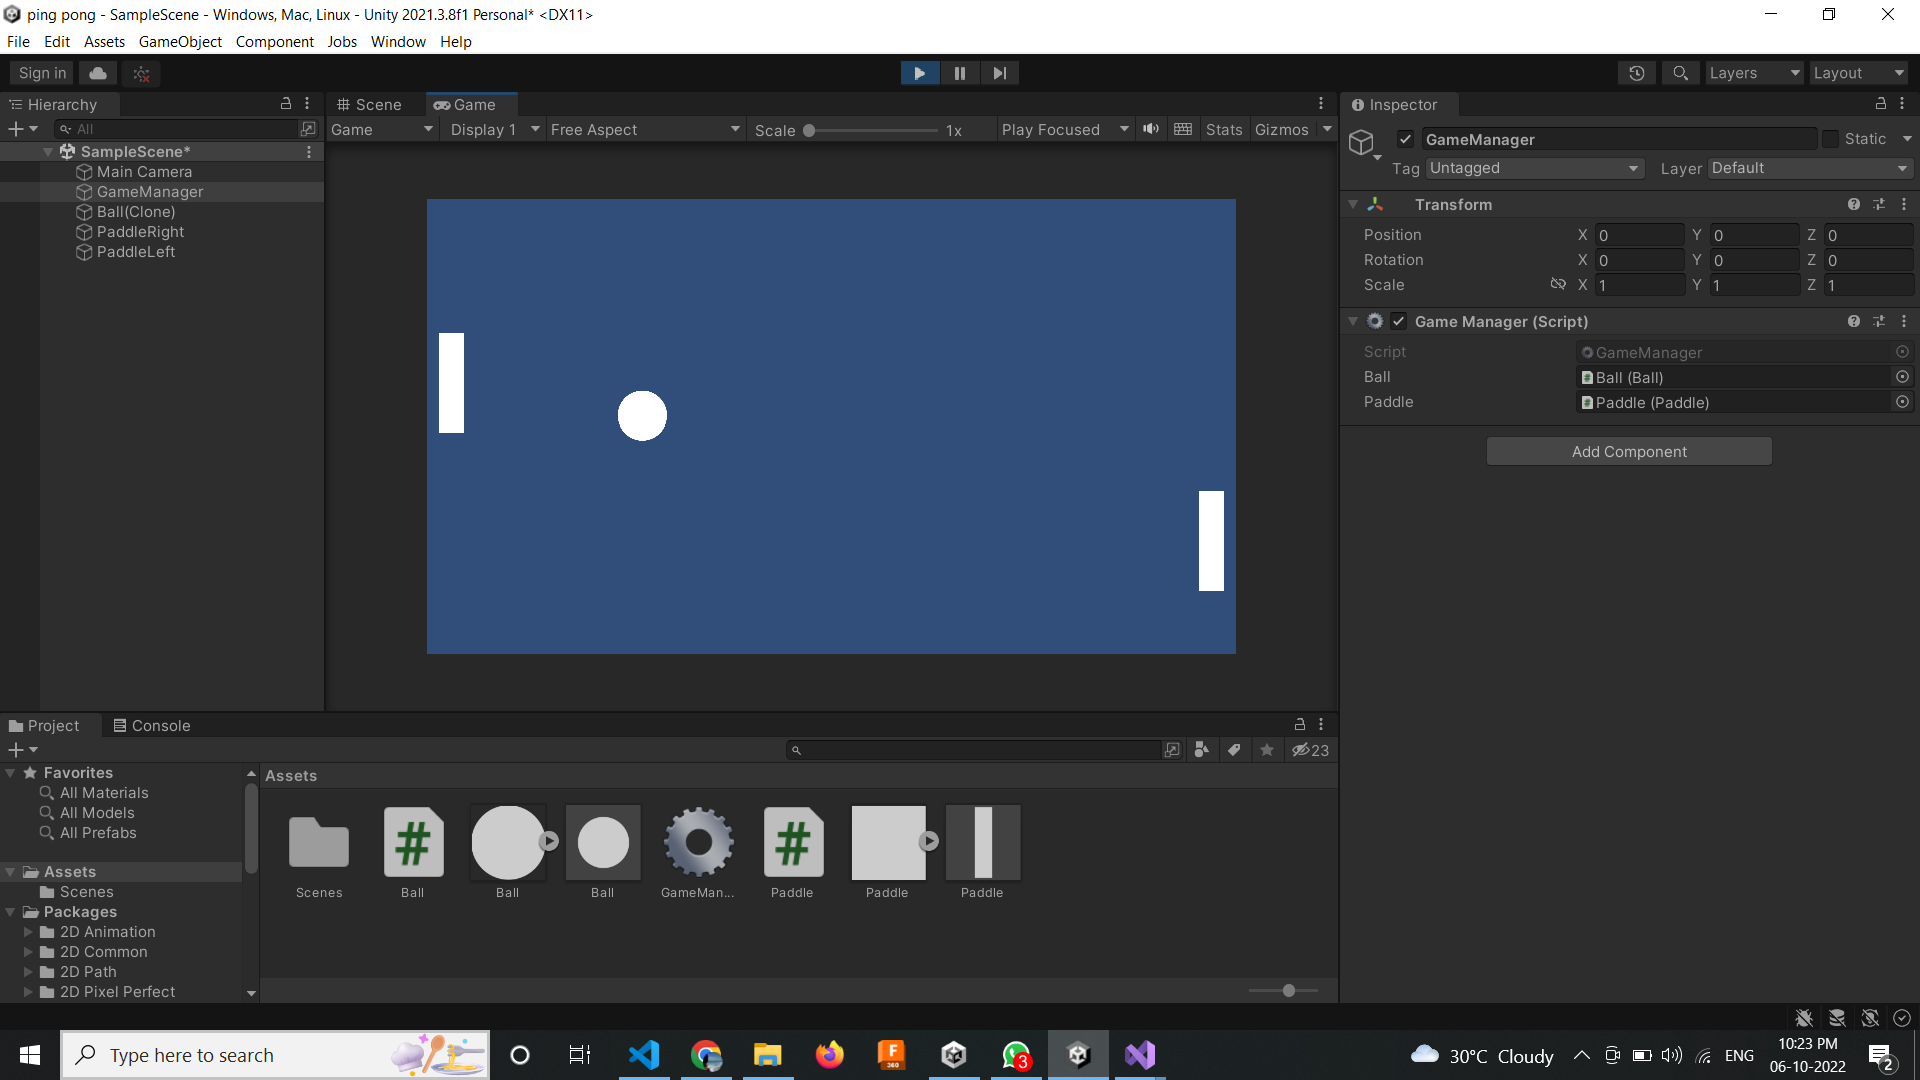 ping pong - SampleScene - Windows, Mac, Linux - Unity 2021.3.8f1 Personal* <DX11>
File Edit Assets GameObject Component Jobs Window Help
Sign in
Layers
Layout
Hierarchy
All
SampleScene*
Main Camera
GameManager
Ball(Clone)
PaddleRight
PaddleLeft
Scene Game
Game Display 1 Free Aspect Scale 1x Play Focused Stats Gizmos
Inspector
GameManager Static
Tag Untagged Layer Default
Transform
Position X 0 Y 0 Z 0
Rotation X 0 Y 0 Z 0
Scale X 1 Y 1 Z 1
Game Manager (Script)
Script GameManager
Ball # Ball (Ball)
Paddle # Paddle (Paddle)
Add Component
Project Console
23
Favorites
All Materials
All Models
All Prefabs
Assets
Scenes
Packages
2D Animation
2D Common
2D Path
2D Pixel Perfect
Assets
# #
Scenes Ball Ball Ball GameMan... Paddle Paddle Paddle
Type here to search
F
360
3
30°C Cloudy
ENG
10:23 PM
06-10-2022
2